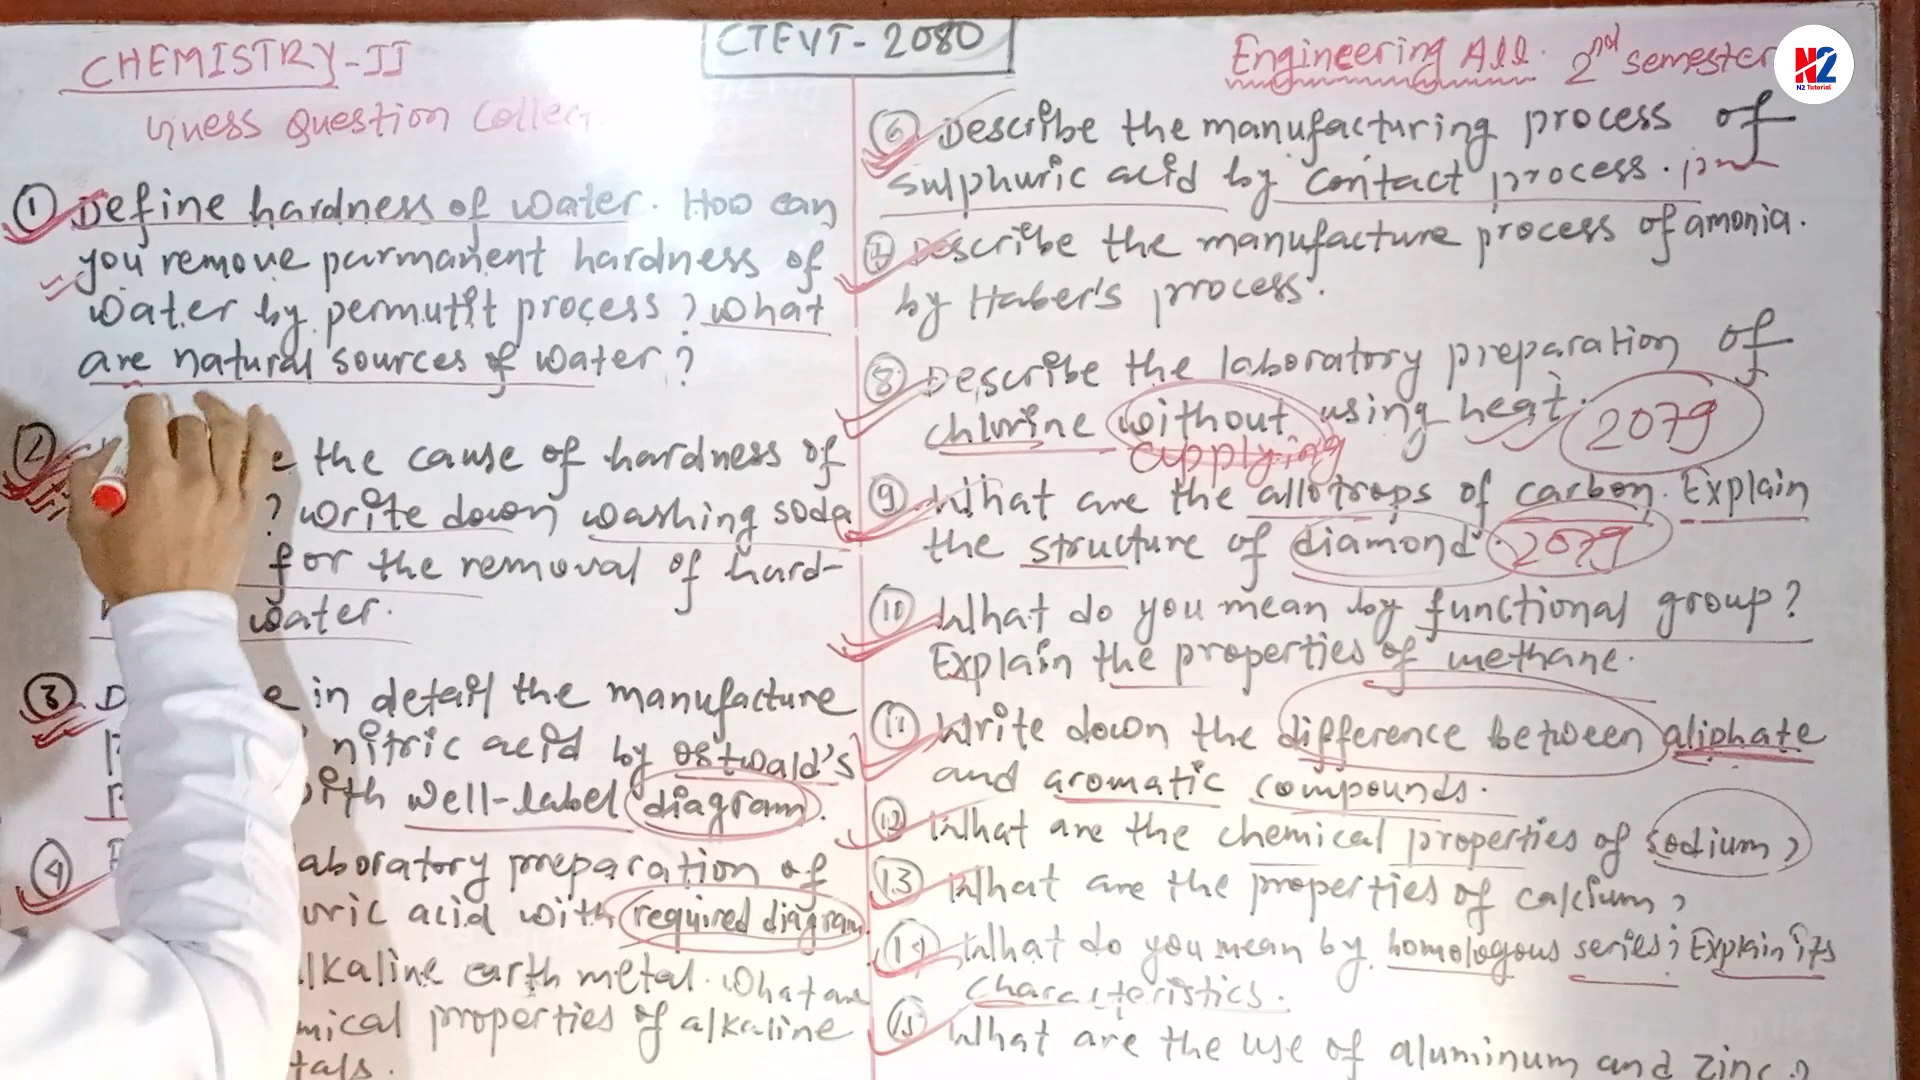 CHEMISTRY-II
CTEVT-2080
Engineering All. 2nd semester
N2
N2 Tutorial
Guess Question Collect
① Define hardness of water. How can
you remove purmanent hardness of
water by permutit process? what
are natural sources of water?
②
e the cause of hardness of
? write down washing soda
for the removal of hard-
water.
③ D e in detail the manufacture
nitric acid by ostwald's
ith well-label diagram.
④
aboratory preparation of
uric acid with required diagram
lkaline earth metal. What are
mical properties of alkaline
tals.
⑥ Describe the manufacturing process of
sulphuric acid by contact process.
⑦ Describe the manufacture process of amonia.
by Haber's process.
⑧ Describe the laboratory preparation of
chlorine without using heat. 2079
applying
⑨ What are the allotrops of carbon. Explain
the structure of diamond. 2079
⑩ What do you mean by functional group?
Explain the properties of methane.
⑪ Write down the difference between aliphate
and aromatic compounds.
⑫ What are the chemical properties of sodium?
⑬ What are the properties of calcium?
⑭ What do you mean by homologous series; Explain its
characteristics.
⑮ What are the use of aluminum and zinc?